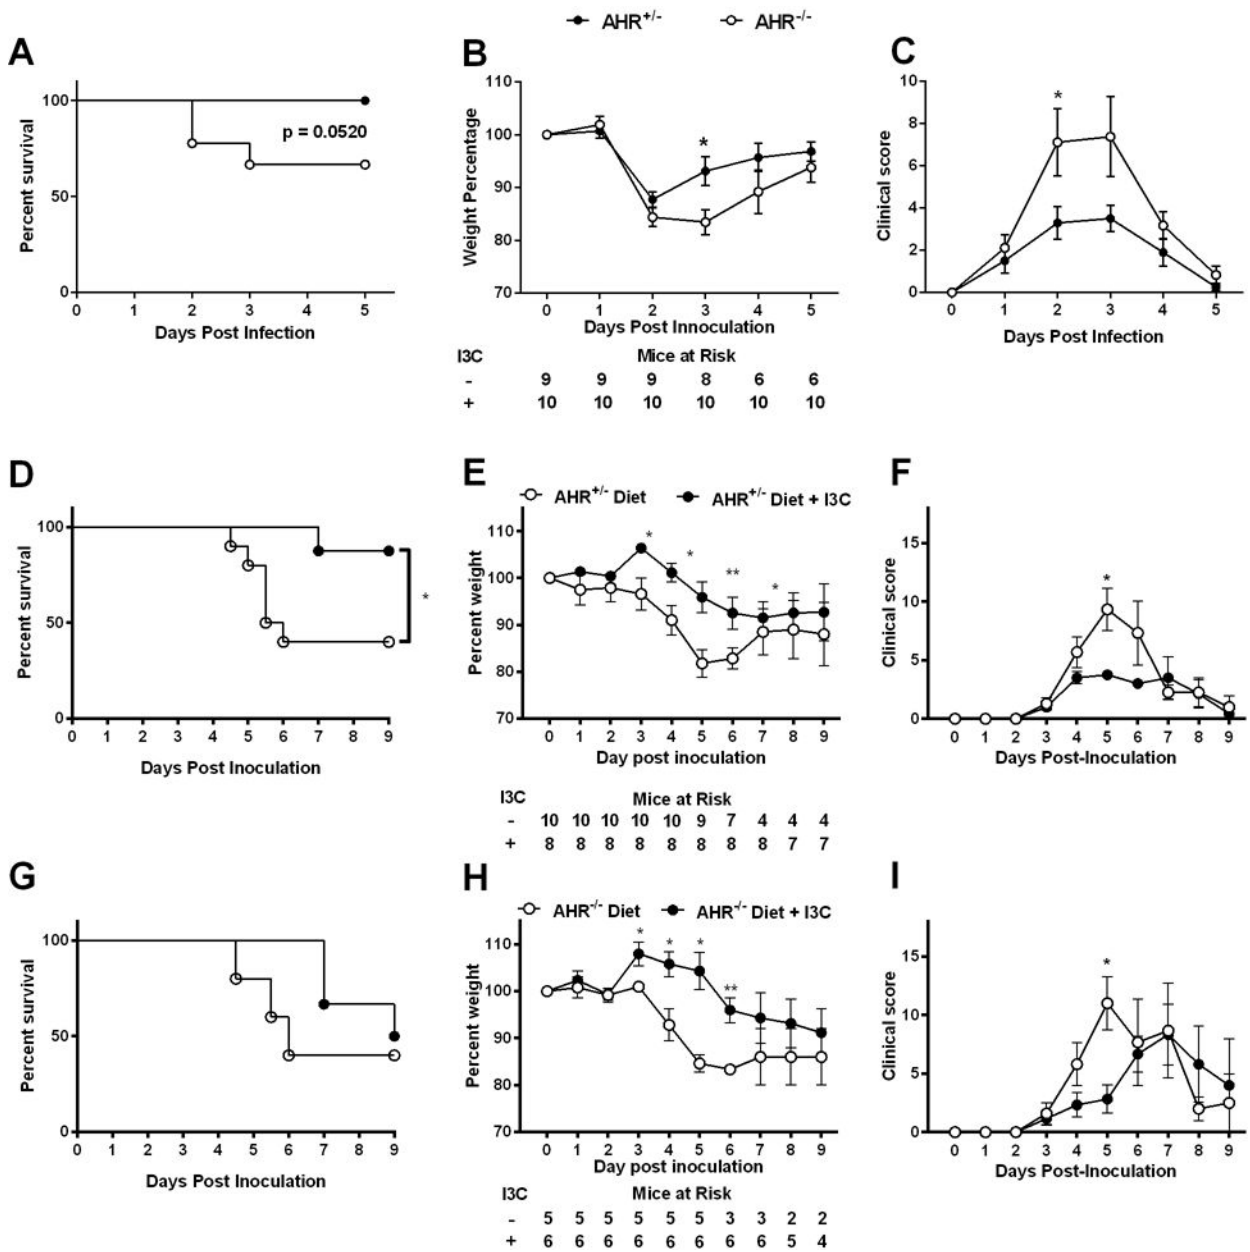 AHR+/- AHR-/-
A
Percent survival
100
50
0
p = 0.0520
0 1 2 3 4 5
Days Post Infection
B
Weight Percentage
110
100
90
80
70
*
0 1 2 3 4 5
Days Post Innoculation
I3C Mice at Risk
- 9 9 9 8 6 6
+ 10 10 10 10 10 10
C
Clinical score
10
8
6
4
2
0
*
0 1 2 3 4 5
Days Post Infection
D
Percent survival
100
50
0
*
0 1 2 3 4 5 6 7 8 9
Days Post Inoculation
E
AHR+/- Diet AHR+/- Diet + I3C
Percent weight
110
100
90
80
70
* * ** *
0 1 2 3 4 5 6 7 8 9
Day post inoculation
I3C Mice at Risk
- 10 10 10 10 10 9 7 4 4 4
+ 8 8 8 8 8 8 8 8 7 7
F
Clinical score
15
10
5
0
*
0 1 2 3 4 5 6 7 8 9
Days Post-Inoculation
G
Percent survival
100
50
0
0 1 2 3 4 5 6 7 8 9
Days Post Inoculation
H
AHR-/- Diet AHR-/- Diet + I3C
Percent weight
110
100
90
80
70
* * * **
0 1 2 3 4 5 6 7 8 9
Day post inoculation
I3C Mice at Risk
- 5 5 5 5 5 5 3 3 2 2
+ 6 6 6 6 6 6 6 6 5 4
I
Clinical score
15
10
5
0
*
0 1 2 3 4 5 6 7 8 9
Days Post-Inoculation